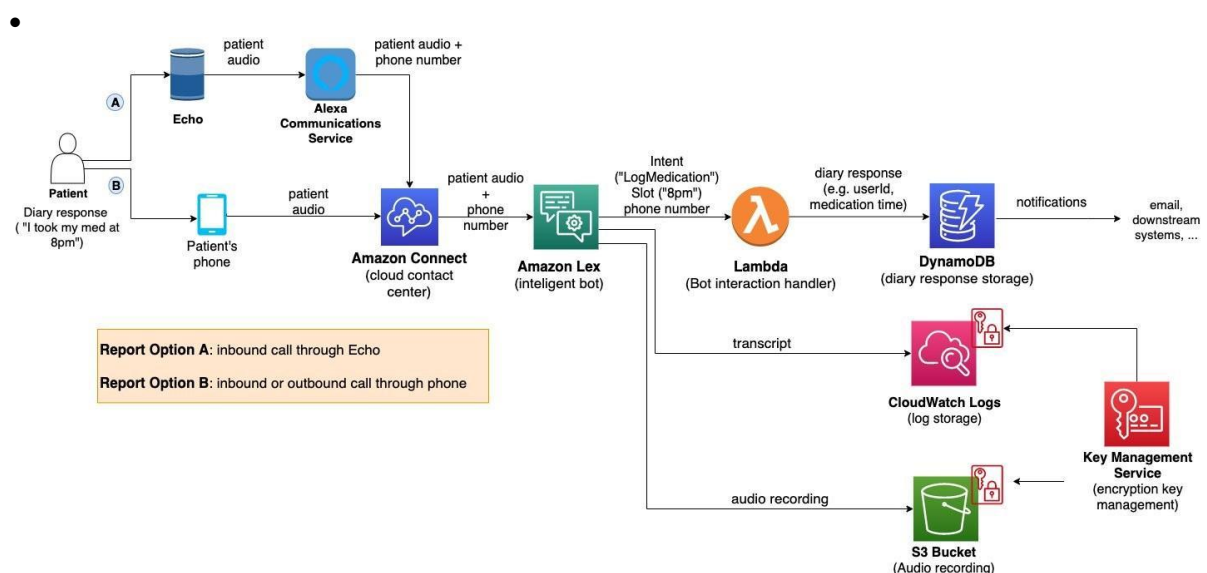 patient
audio
patient audio +
phone number
A
Echo
Alexa
Communications
Service
Patient
Diary response
( "I took my med at
8pm")
B
Patient's
phone
patient
audio
Amazon Connect
(cloud contact
center)
patient audio
+
phone
number
Amazon Lex
(inteligent bot)
Intent
("LogMedication")
Slot ("8pm")
phone number
Lambda
(Bot interaction handler)
diary response
(e.g. userId,
medication time)
DynamoDB
(diary response storage)
notifications
email,
downstream
systems, ...
Report Option A: inbound call through Echo
Report Option B: inbound or outbound call through phone
transcript
CloudWatch Logs
(log storage)
Key Management
Service
(encryption key
management)
audio recording
S3 Bucket
(Audio recording)